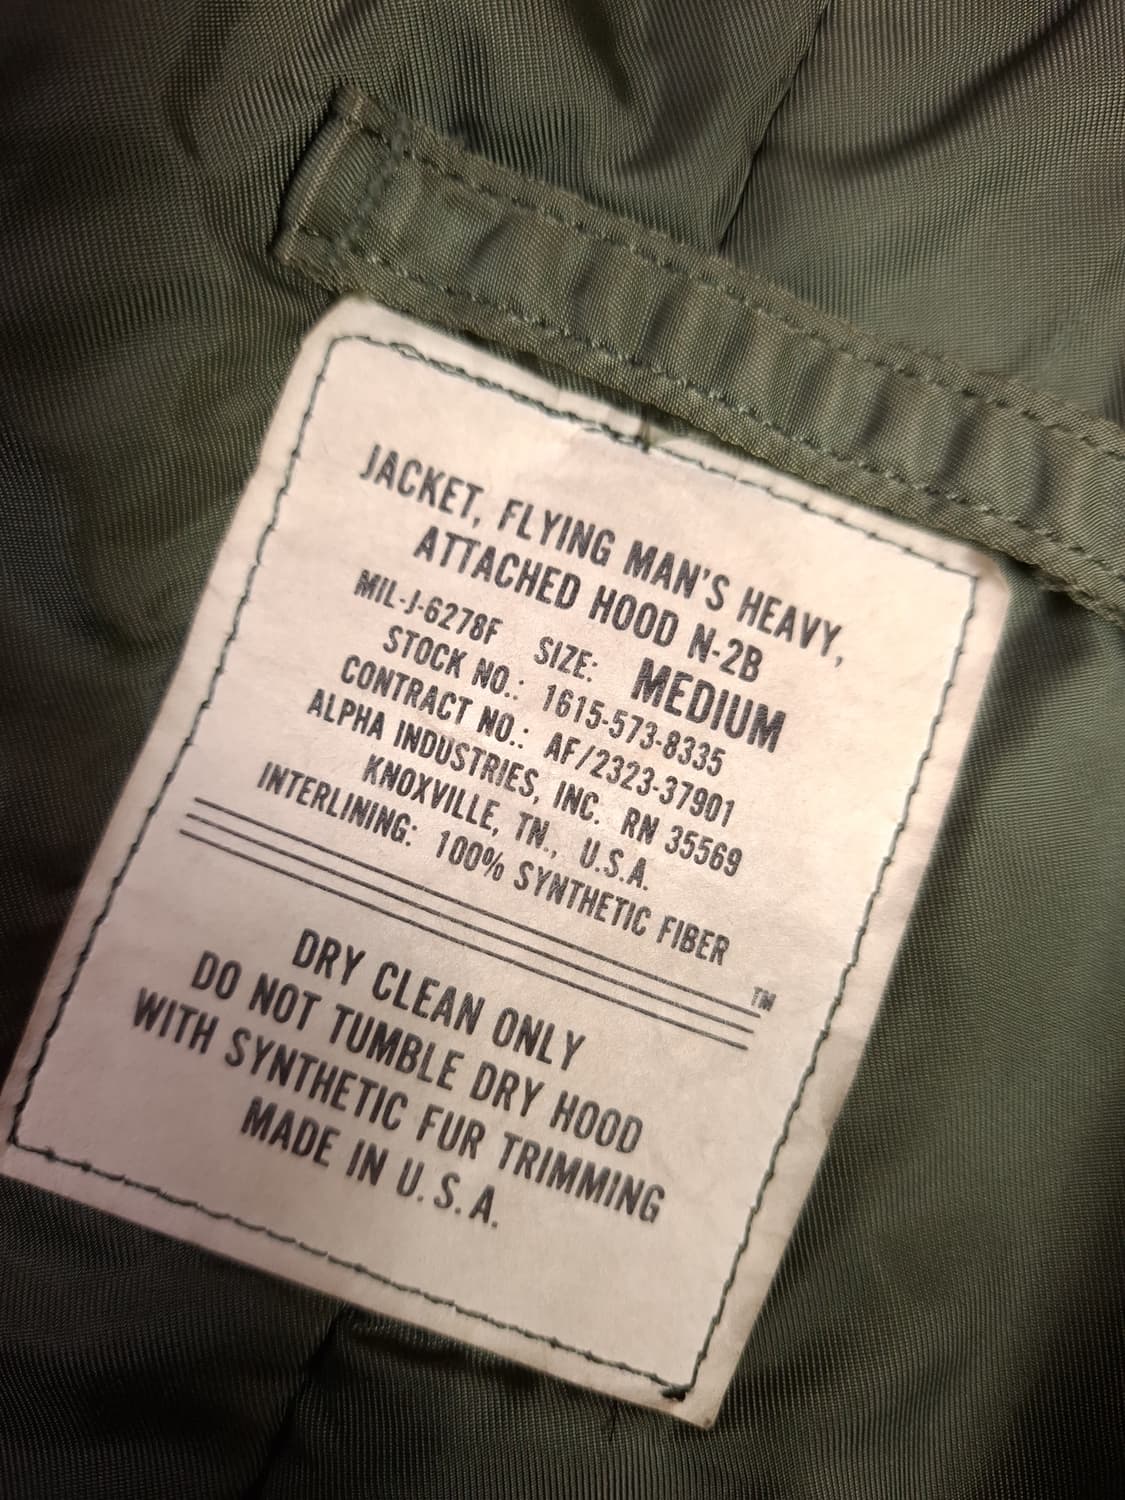 JACKET, FLYING MAN'S HEAVY,
ATTACHED HOOD N-2B
MIL-J-6278F SIZE: MEDIUM
STOCK NO.: 1615-573-8335
CONTRACT NO.: AF/2323-37901
ALPHA INDUSTRIES, INC. RN 35569
KNOXVILLE, TN., U.S.A.
INTERLINING: 100% SYNTHETIC FIBER
TM
DRY CLEAN ONLY
DO NOT TUMBLE DRY HOOD
WITH SYNTHETIC FUR TRIMMING
MADE IN U.S.A.